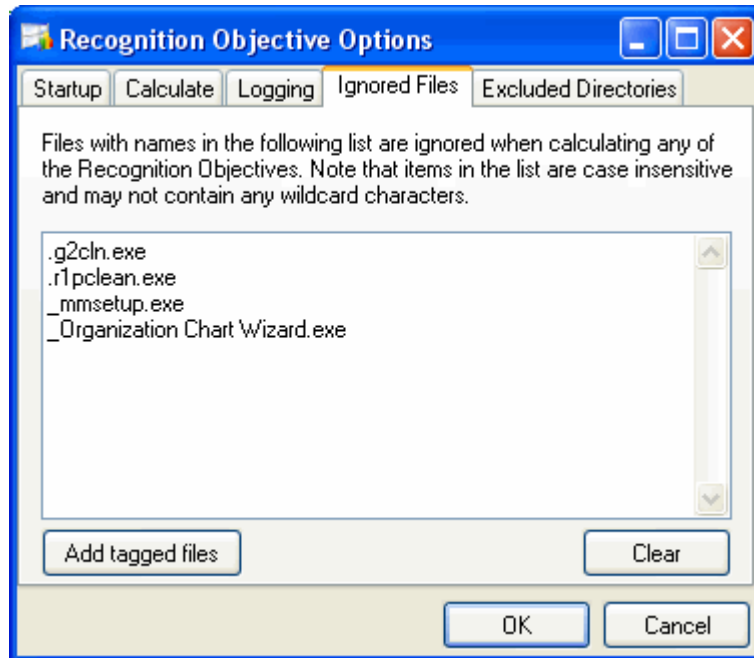 Recognition Objective Options
Startup Calculate Logging Ignored Files Excluded Directories
Files with names in the following list are ignored when calculating any of
the Recognition Objectives. Note that items in the list are case insensitive
and may not contain any wildcard characters.
.g2cln.exe
.r1pclean.exe
_mmsetup.exe
_Organization Chart Wizard.exe
Add tagged files Clear
OK Cancel